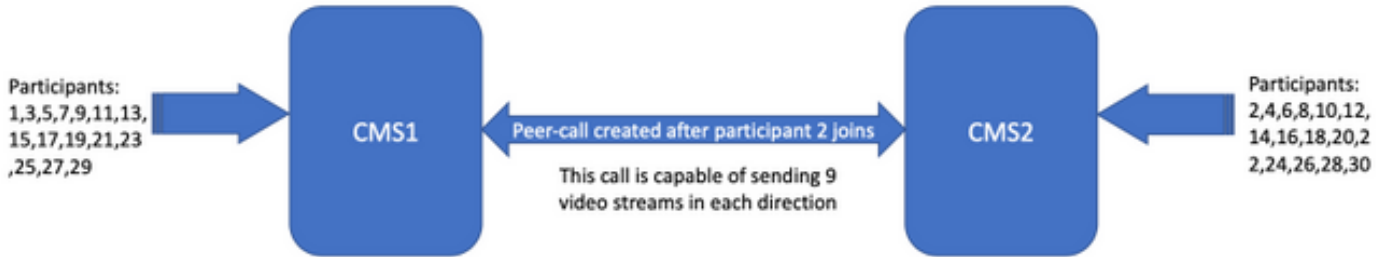 Participants:
1,3,5,7,9,11,13,
15,17,19,21,23
,25,27,29
CMS1
Peer-call created after participant 2 joins
This call is capable of sending 9
video streams in each direction
CMS2
Participants:
2,4,6,8,10,12,
14,16,18,20,2
2,24,26,28,30